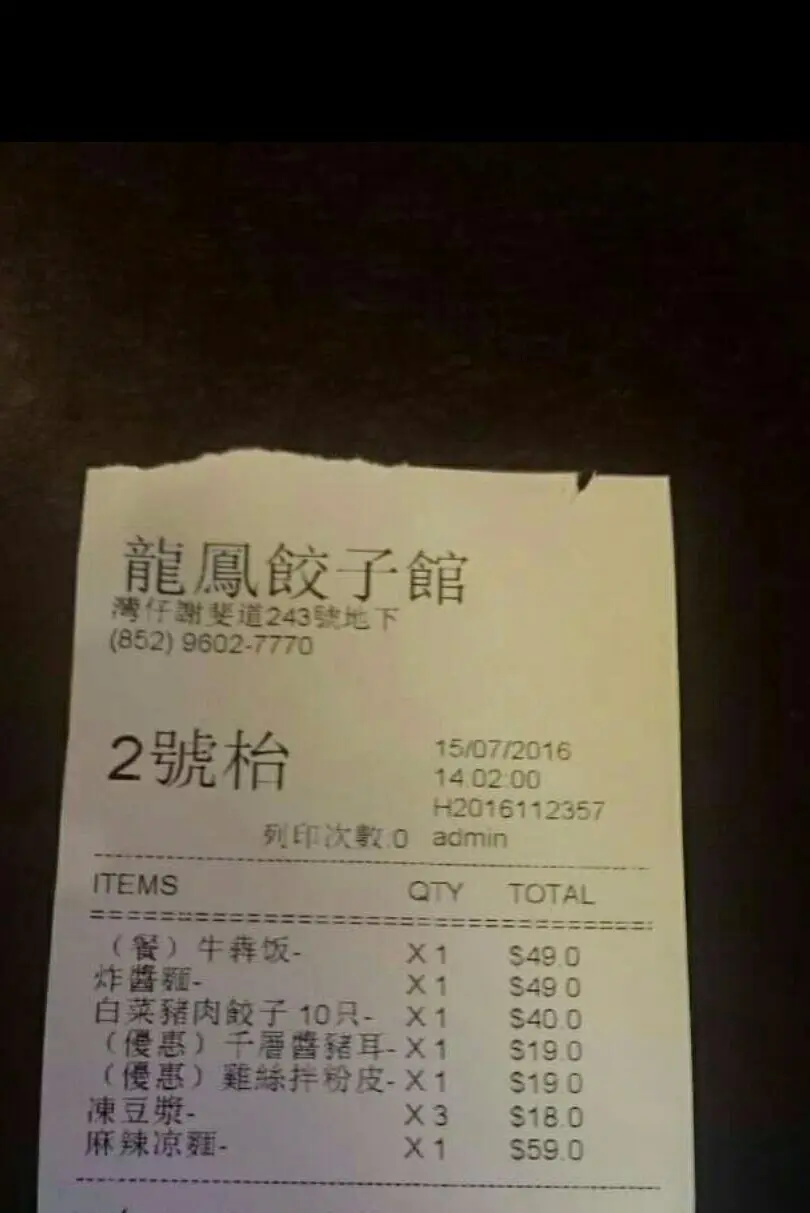 龍鳳餃子館
灣仔謝斐道243號地下
(852) 9602-7770
2號枱
15/07/2016
14:02:00
H2016112357
列印次數:0 admin
ITEMS QTY TOTAL
（餐）牛犇饭- X 1 $49.0
炸醬麵- X 1 $49.0
白菜豬肉餃子 10只- X 1 $40.0
（優惠）千層醬豬耳- X 1 $19.0
（優惠）雞絲拌粉皮- X 1 $19.0
凍豆漿- X 3 $18.0
麻辣凉麵- X 1 $59.0